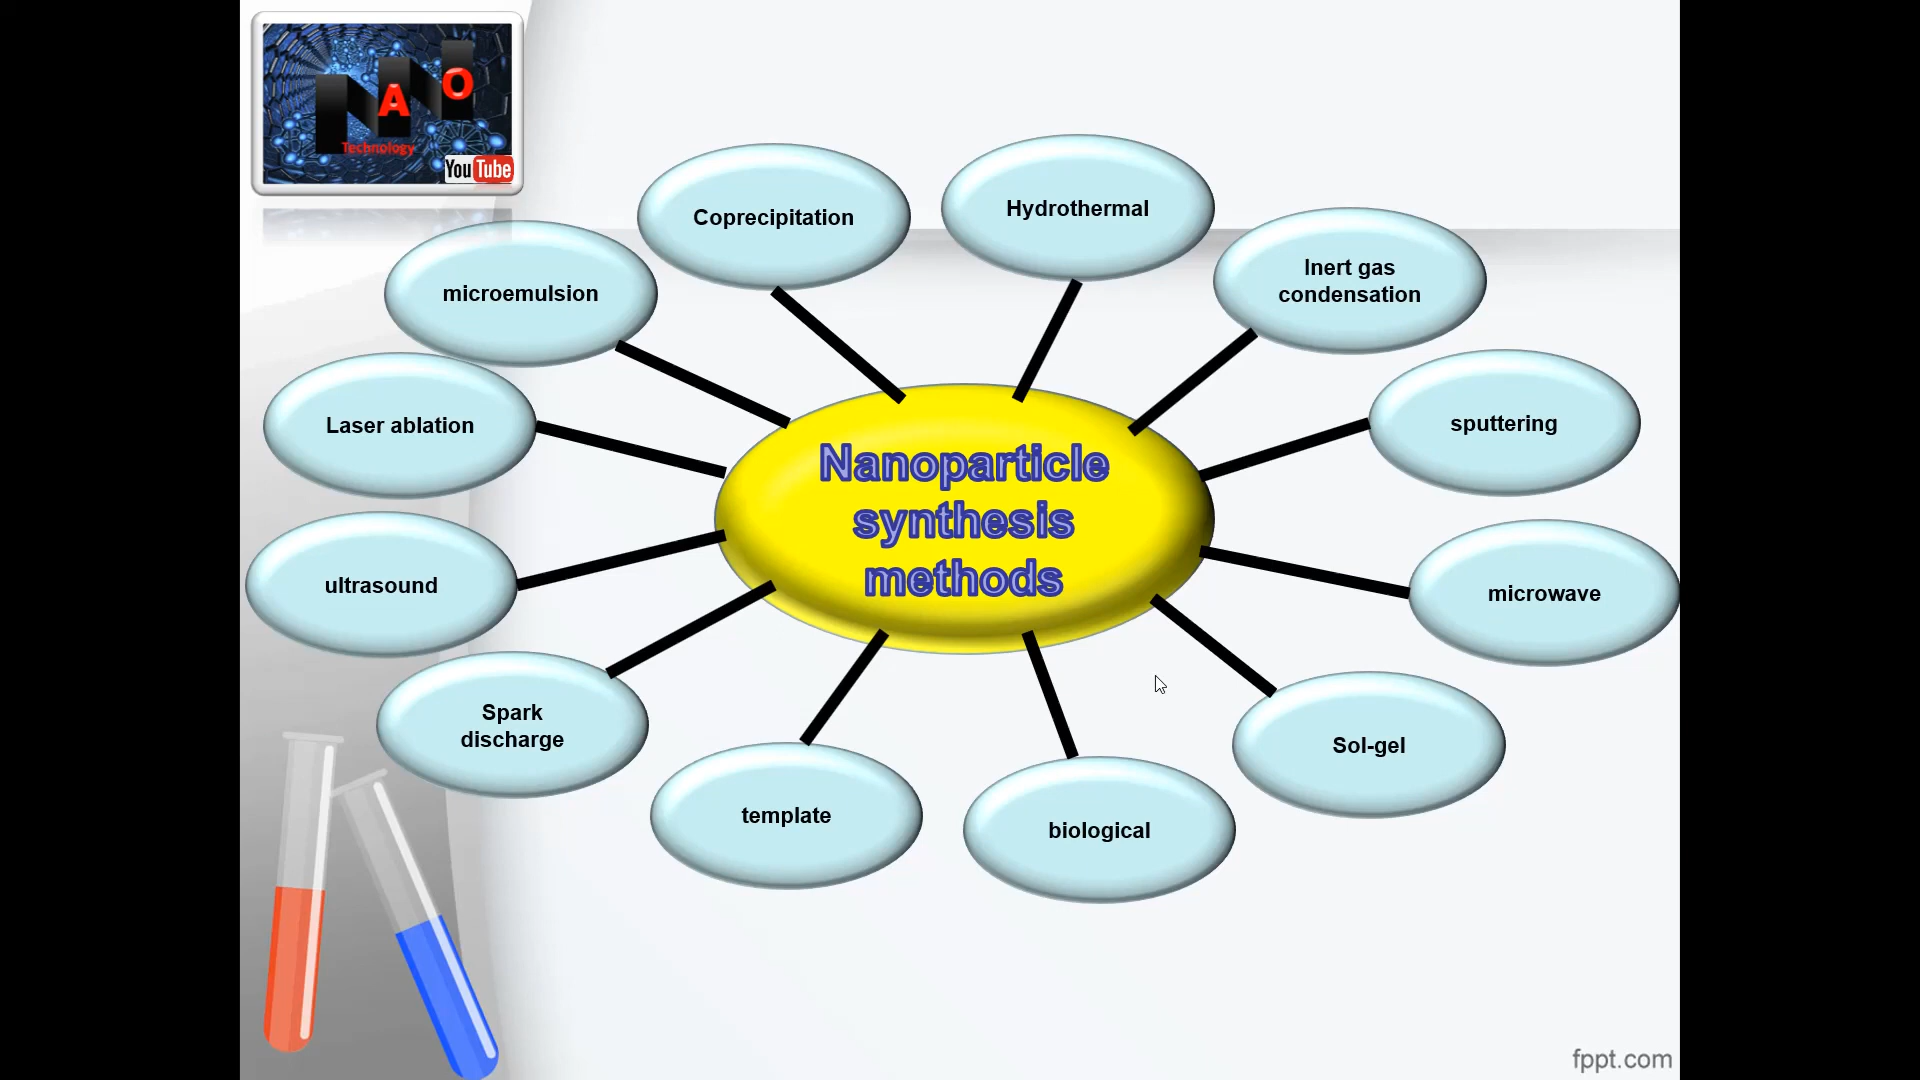 NANO
Technology
YouTube
Coprecipitation
Hydrothermal
Inert gas
condensation
microemulsion
Laser ablation
sputtering
Nanoparticle
synthesis
methods
ultrasound
microwave
Spark
discharge
Sol-gel
template
biological
fppt.com